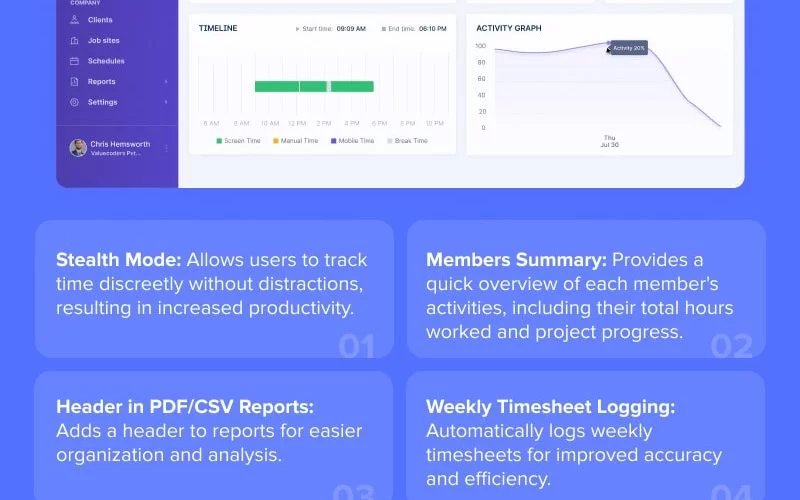 COMPANY
Clients
Job sites
Schedules
Reports
Settings
Chris Hemsworth
Valuecoders Pvt...
TIMELINE
Start time: 09:09 AM
End time: 06:10 PM
6 AM 8 AM 10 AM 12 PM 2 PM 4 PM 6 PM 8 PM 10 PM
Screen Time Manual Time Mobile Time Break Time
ACTIVITY GRAPH
100
80
60
40
20
0
Activity 20%
Thu
Jul 30
Stealth Mode: Allows users to track
time discreetly without distractions,
resulting in increased productivity.
01
Members Summary: Provides a
quick overview of each member's
activities, including their total hours
worked and project progress.
02
Header in PDF/CSV Reports:
Adds a header to reports for easier
organization and analysis.
03
Weekly Timesheet Logging:
Automatically logs weekly
timesheets for improved accuracy
and efficiency.
04